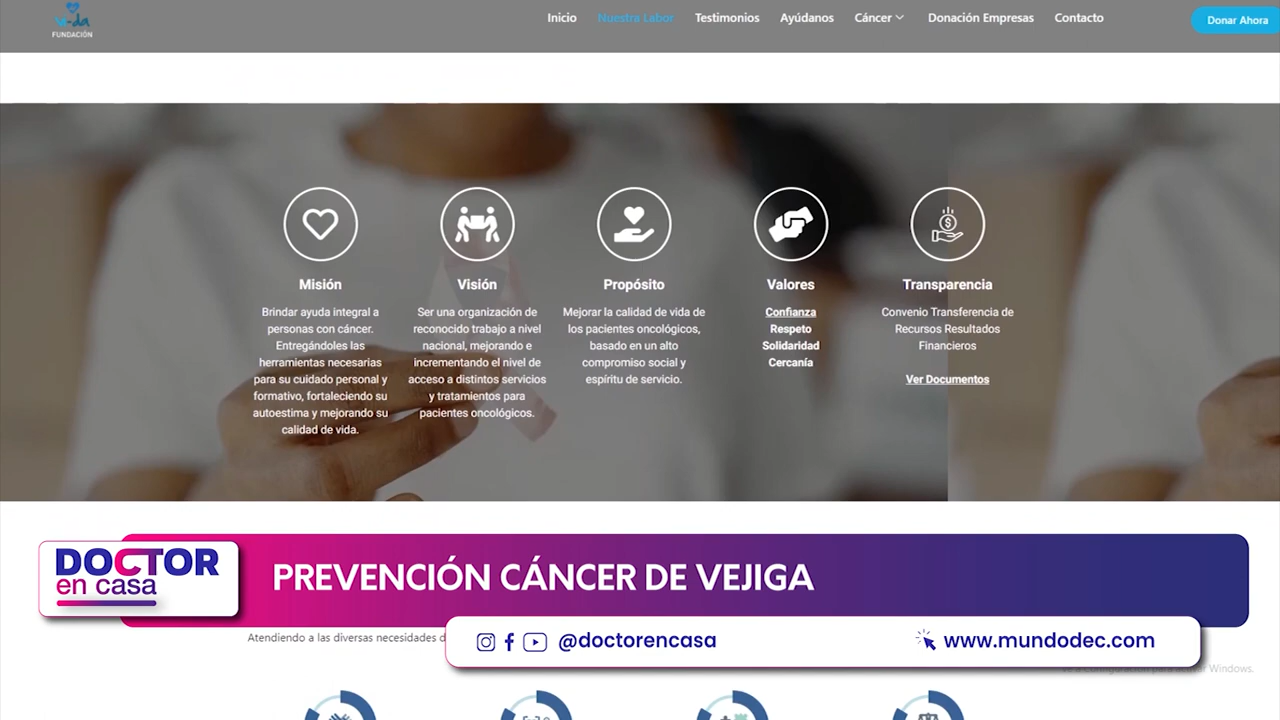 vi-da
FUNDACIÓN
Inicio
Nuestra Labor
Testimonios
Ayúdanos
Cáncer
Donación Empresas
Contacto
Donar Ahora
Misión
Brindar ayuda integral a
personas con cáncer.
Entregándoles las
herramientas necesarias
para su cuidado personal y
formativo, fortaleciendo su
autoestima y mejorando su
calidad de vida.
Visión
Ser una organización de
reconocido trabajo a nivel
nacional, mejorando e
incrementando el nivel de
acceso a distintos servicios
y tratamientos para
pacientes oncológicos.
Propósito
Mejorar la calidad de vida de
los pacientes oncológicos,
basado en un alto
compromiso social y
espíritu de servicio.
Valores
Confianza
Respeto
Solidaridad
Cercanía
Transparencia
Convenio Transferencia de
Recursos Resultados
Financieros
Ver Documentos
DOCTOR
en casa
PREVENCIÓN CÁNCER DE VEJIGA
Atendiendo a las diversas necesidades d
@doctorencasa
www.mundodec.com
Windows.